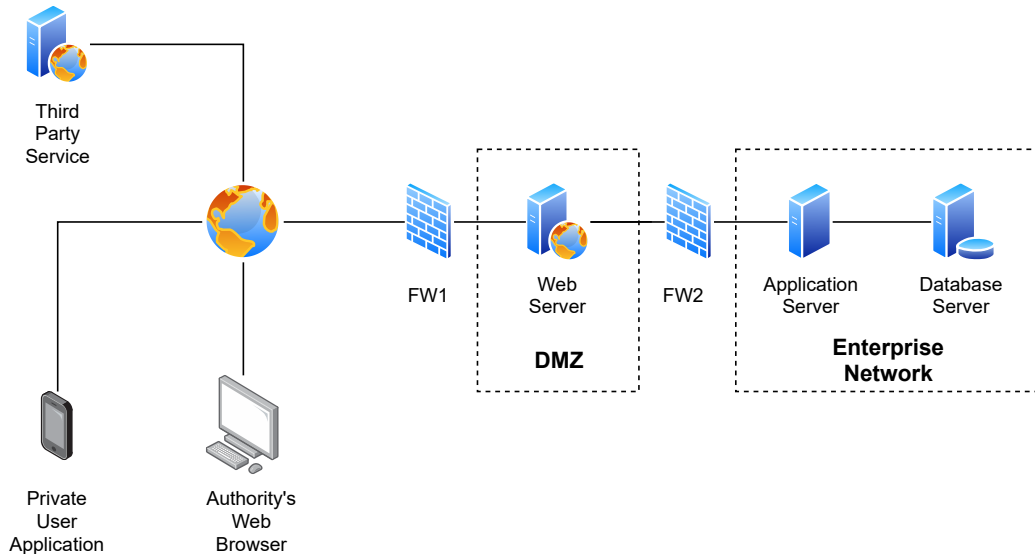 Third
Party
Service
FW1
Web
Server
DMZ
FW2
Application
Server
Database
Server
Enterprise
Network
Private
User
Application
Authority's
Web
Browser